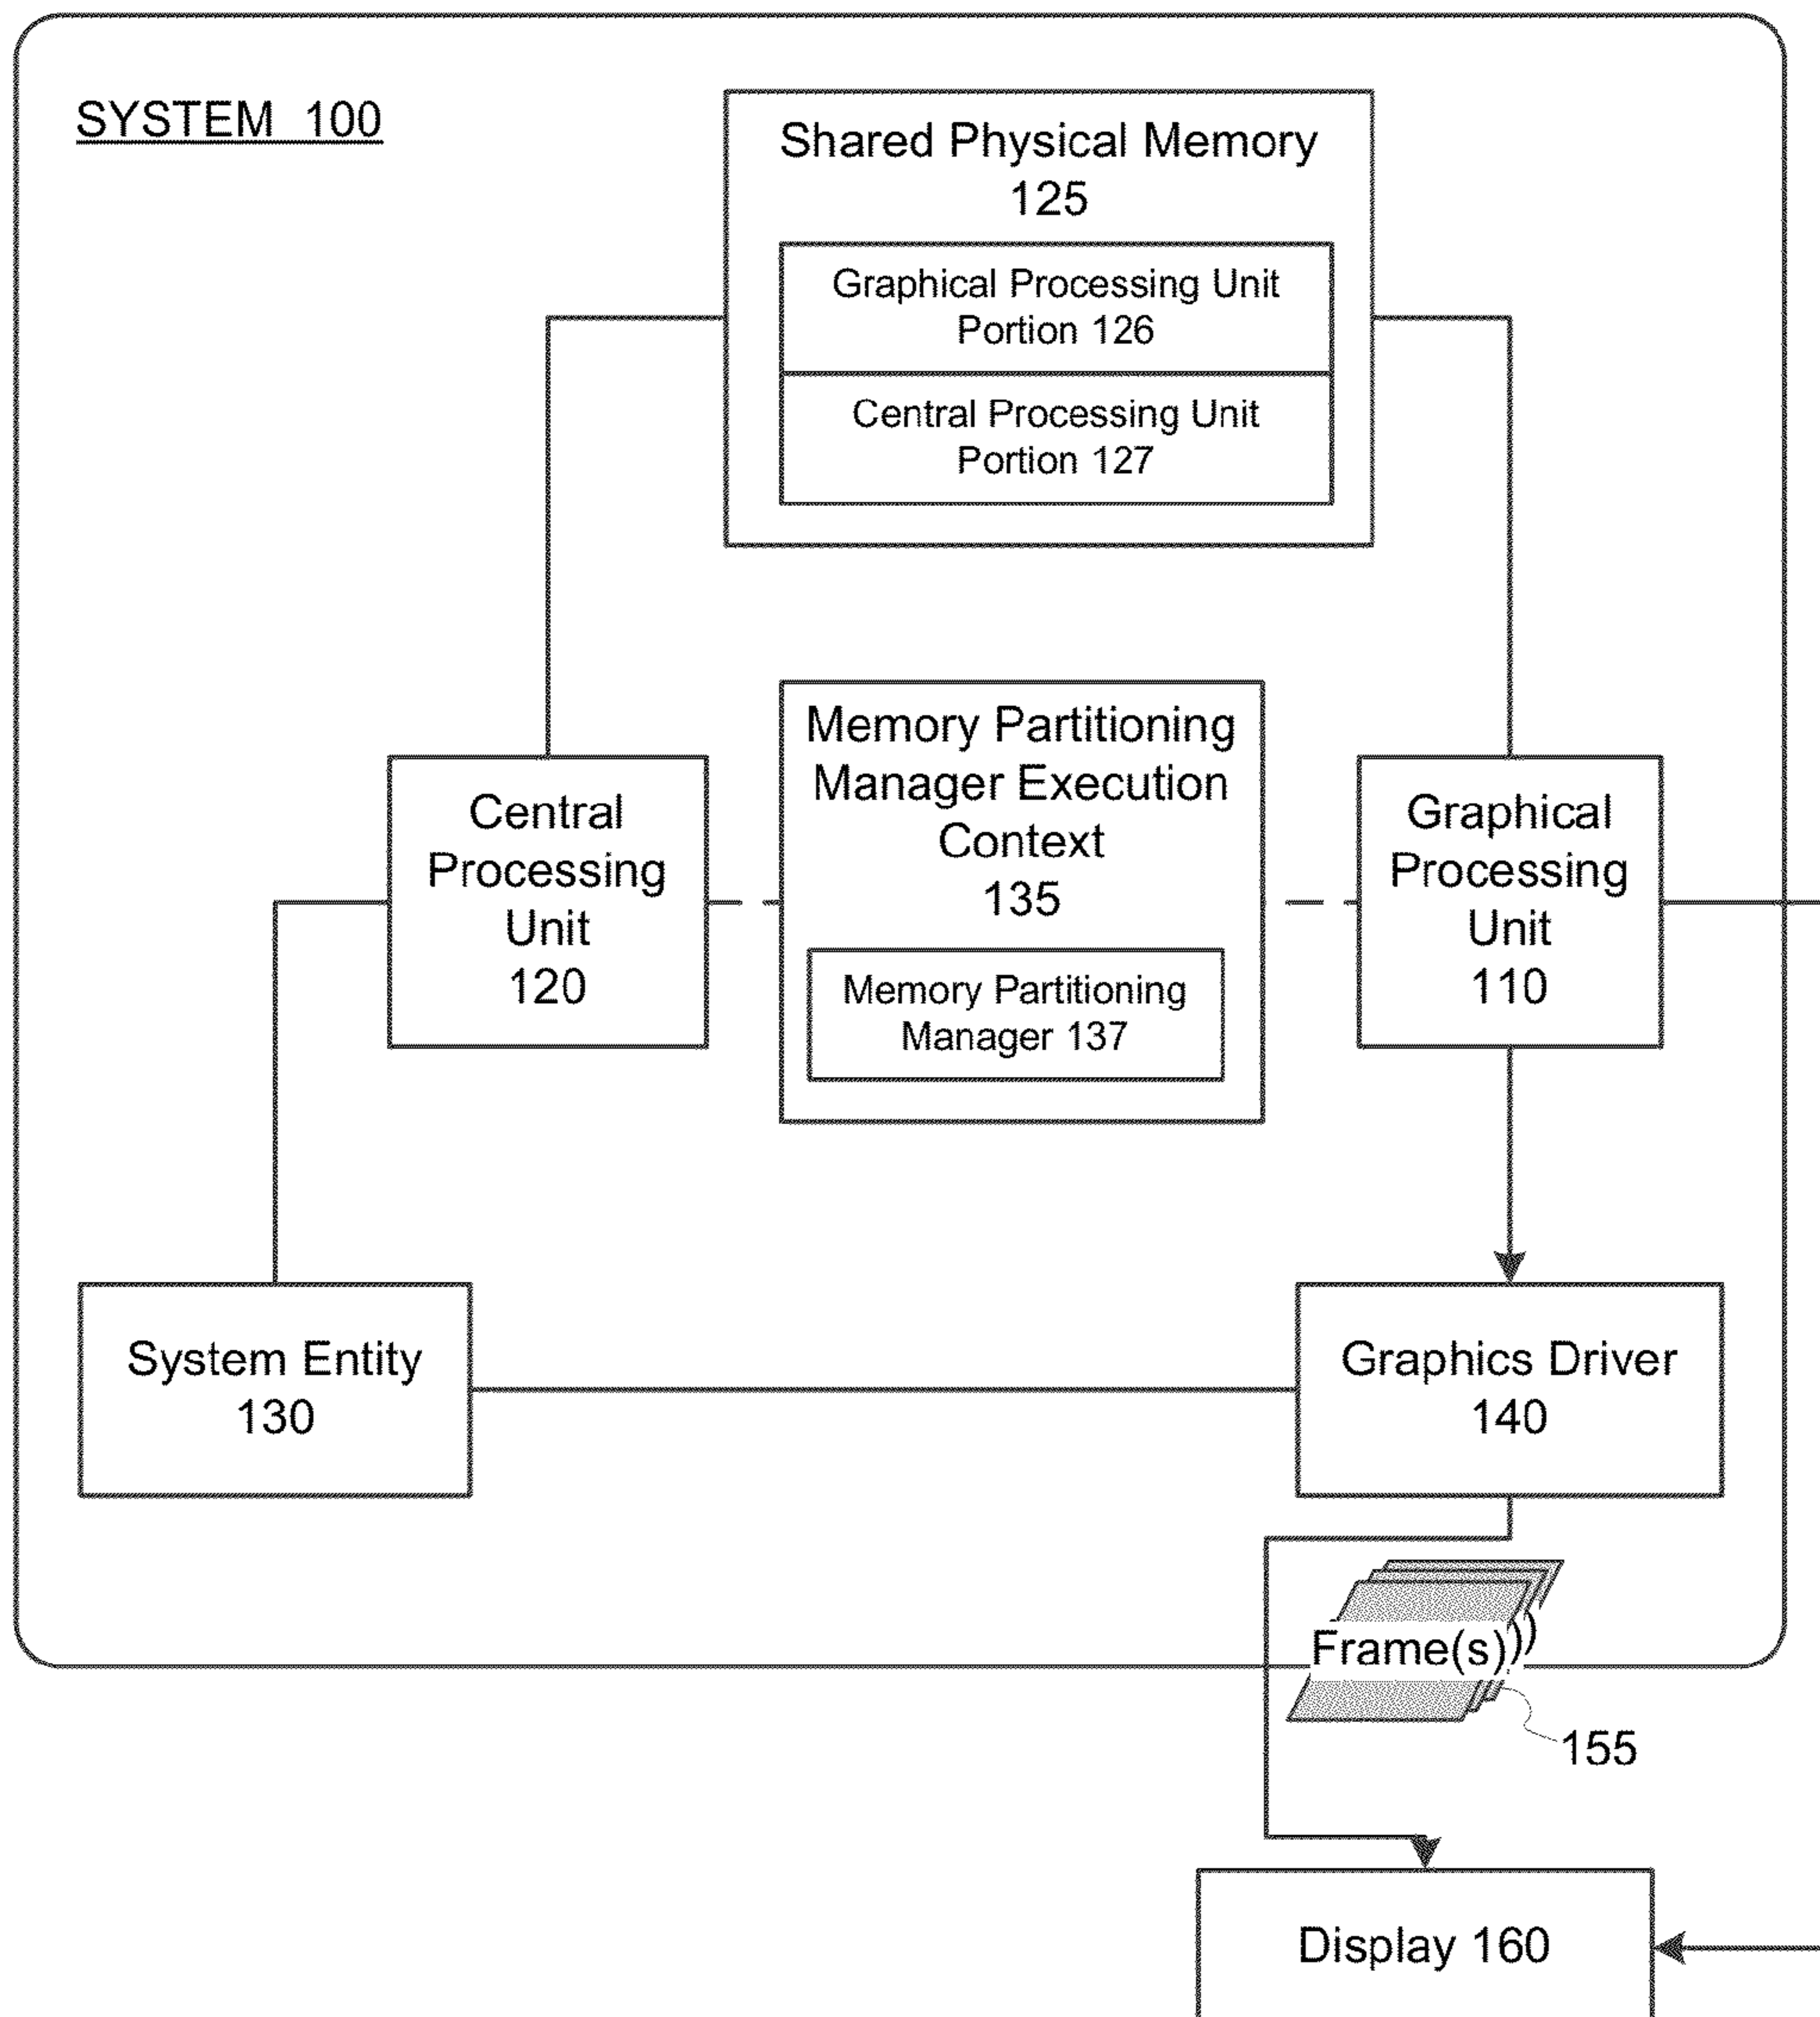 SYSTEM 100
Shared Physical Memory
125
Graphical Processing Unit
Portion 126
Central Processing Unit
Portion 127
Central
Processing
Unit
120
Memory Partitioning
Manager Execution
Context
135
Memory Partitioning
Manager 137
Graphical
Processing
Unit
110
System Entity
130
Graphics Driver
140
Frame(s)))
155
Display 160